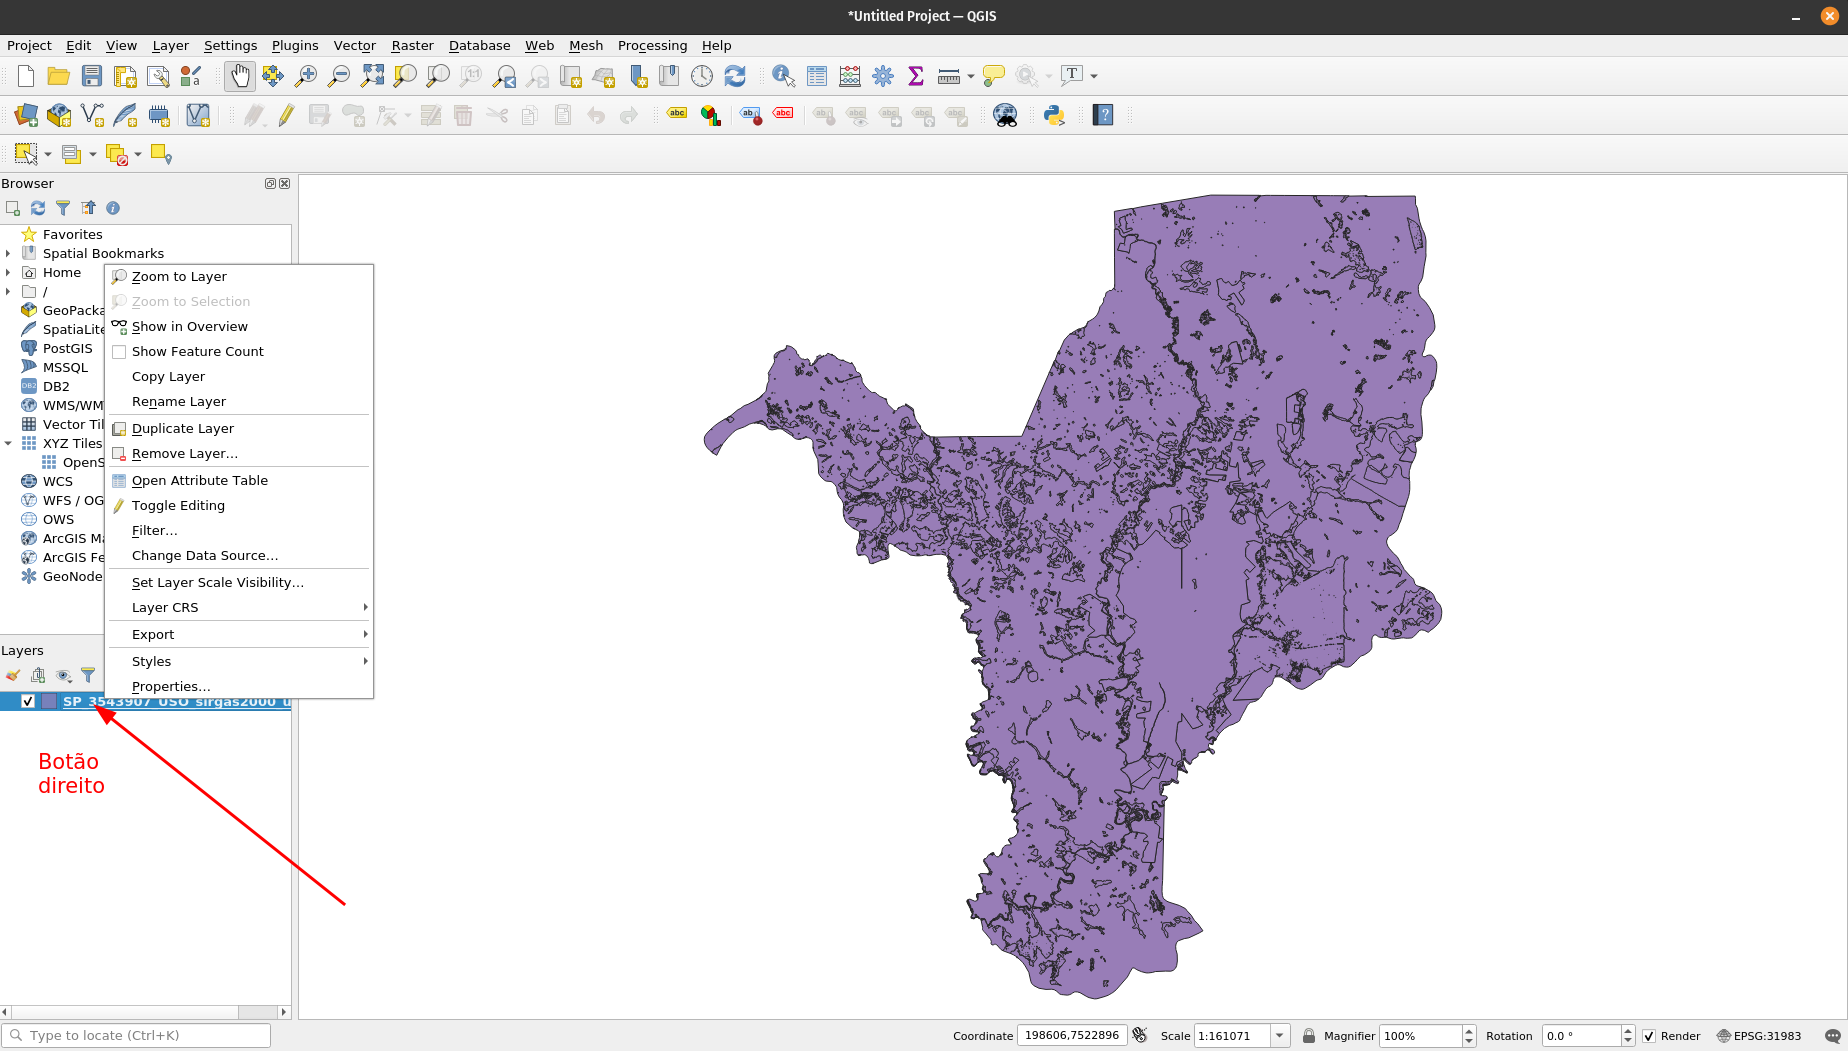 *Untitled Project — QGIS
Project Edit View Layer Settings Plugins Vector Raster Database Web Mesh Processing Help
Browser
Favorites
Spatial Bookmarks
Home
/
GeoPacka
SpatiaLite
PostGIS
MSSQL
DB2
WMS/WM
Vector Til
XYZ Tiles
OpenS
WCS
WFS / OG
OWS
ArcGIS Ma
ArcGIS Fe
GeoNode
Zoom to Layer
Zoom to Selection
Show in Overview
Show Feature Count
Copy Layer
Rename Layer
Duplicate Layer
Remove Layer…
Open Attribute Table
Toggle Editing
Filter…
Change Data Source…
Set Layer Scale Visibility…
Layer CRS
Export
Styles
Properties…
Layers
SP_3543907_USO_sirgas2000_u
Botão
direito
Type to locate (Ctrl+K)
Coordinate 198606,7522896 Scale 1:161071 Magnifier 100% Rotation 0.0 ° Render EPSG:31983